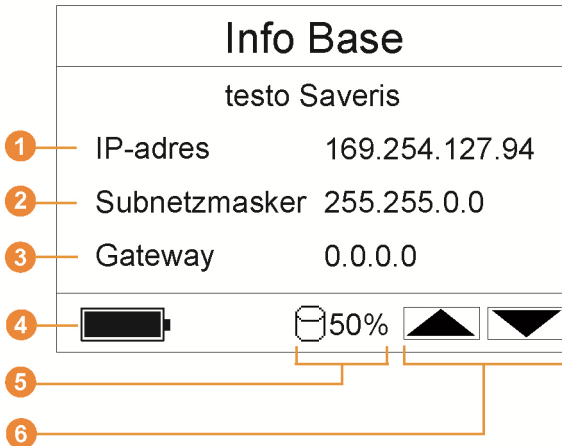 Info Base
testo Saveris
1 IP-adres 169.254.127.94
2 Subnetzmasker 255.255.0.0
3 Gateway 0.0.0.0
4 50%
5
6